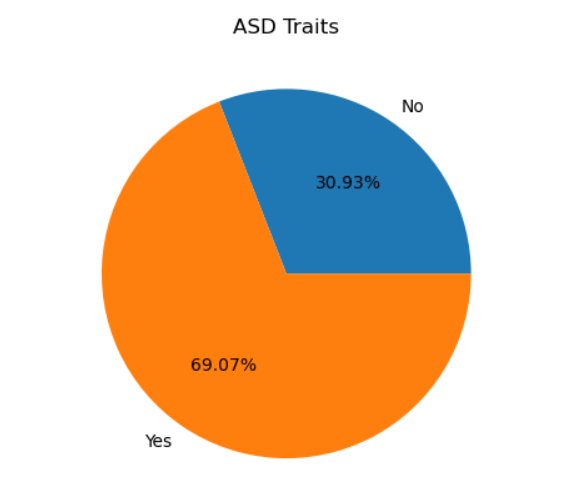 ASD Traits
No
30.93%
69.07%
Yes